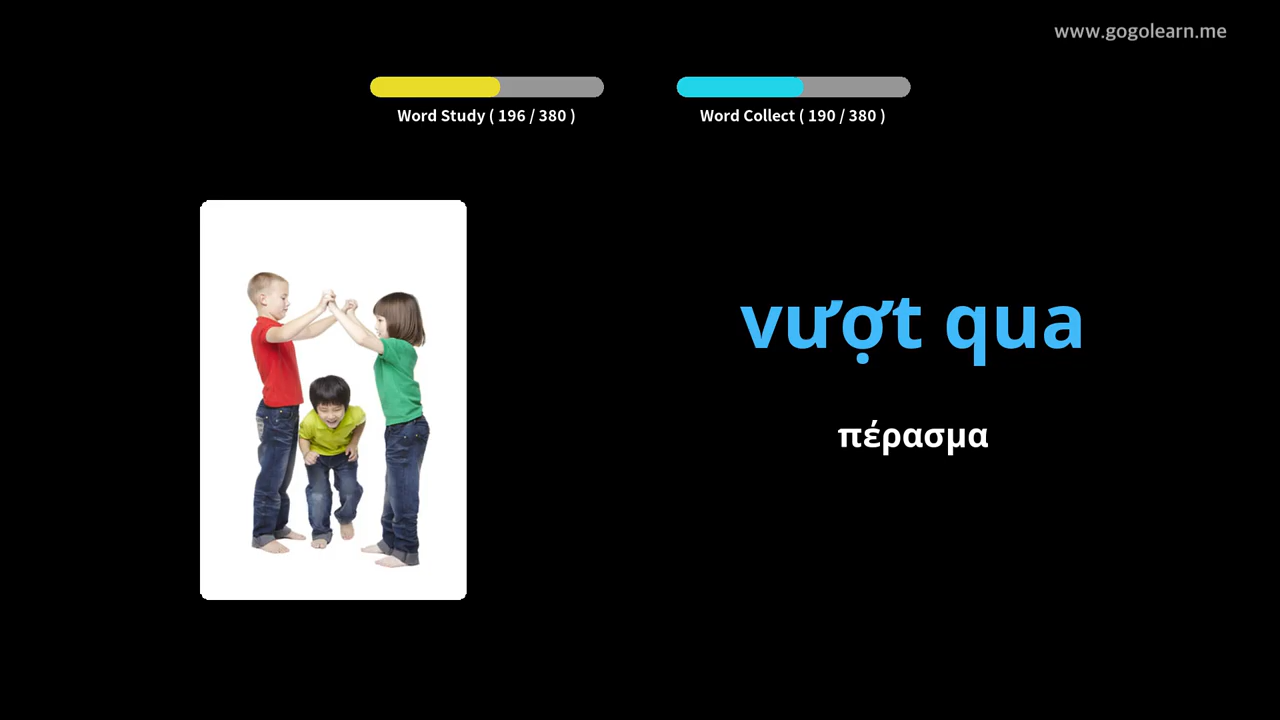 www.gogolearn.me
Word Study ( 196 / 380 )
Word Collect ( 190 / 380 )
vượt qua
πέρασμα